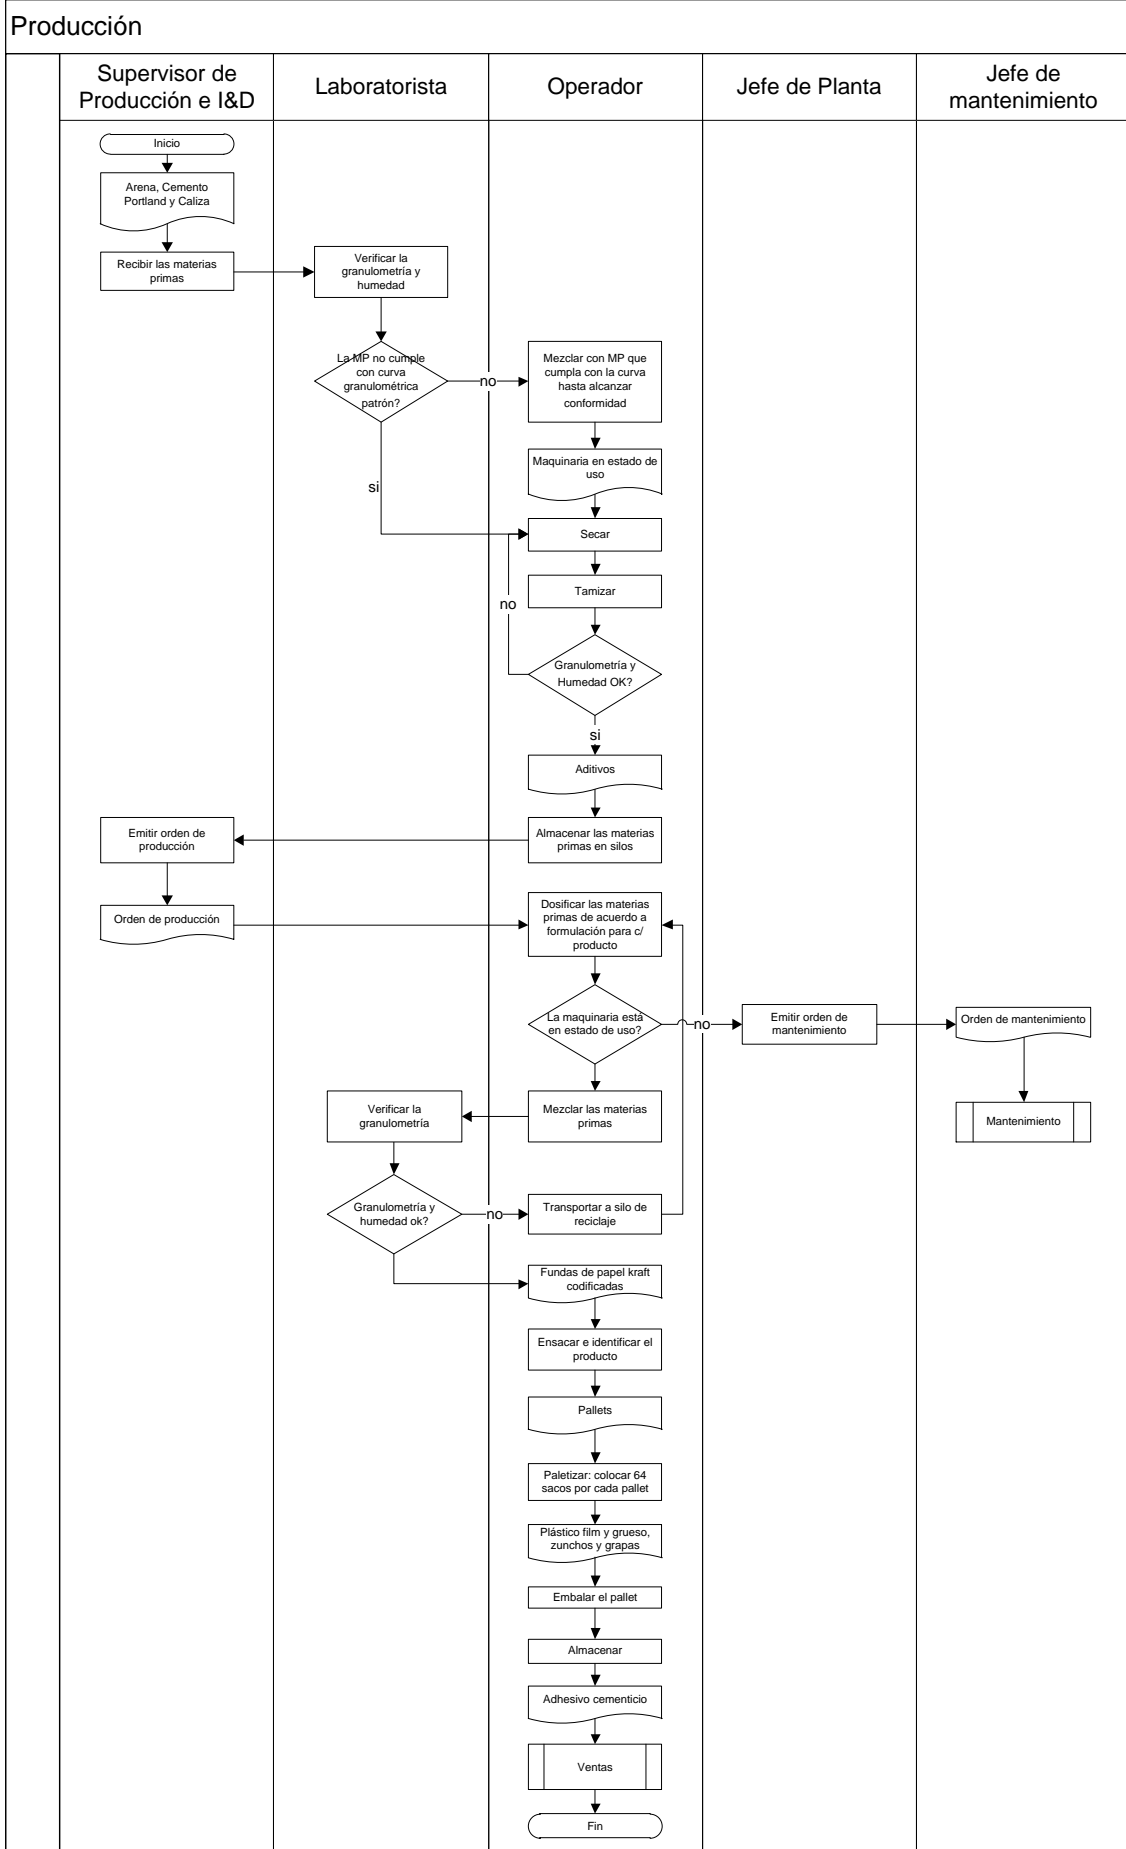 Producción
Supervisor de
Producción e I&D
Laboratorista
Operador
Jefe de Planta
Jefe de
mantenimiento
Inicio
Arena, Cemento
Portland y Caliza
Recibir las materias
primas
Verificar la
granulometría y
humedad
La MP no cumple
con curva
granulométrica
patrón?
no
Mezclar con MP que
cumpla con la curva
hasta alcanzar
conformidad
Maquinaria en estado de
uso
si
Secar
Tamizar
no
Granulometría y
Humedad OK?
si
Aditivos
Almacenar las materias
primas en silos
Emitir orden de
producción
Orden de producción
Dosificar las materias
primas de acuerdo a
formulación para c/
producto
La maquinaria está
en estado de uso?
no
Emitir orden de
mantenimiento
Orden de mantenimiento
Mantenimiento
Mezclar las materias
primas
Verificar la
granulometría
Granulometría y
humedad ok?
no
Transportar a silo de
reciclaje
Fundas de papel kraft
codificadas
Ensacar e identificar el
producto
Pallets
Paletizar: colocar 64
sacos por cada pallet
Plástico film y grueso,
zunchos y grapas
Embalar el pallet
Almacenar
Adhesivo cementicio
Ventas
Fin